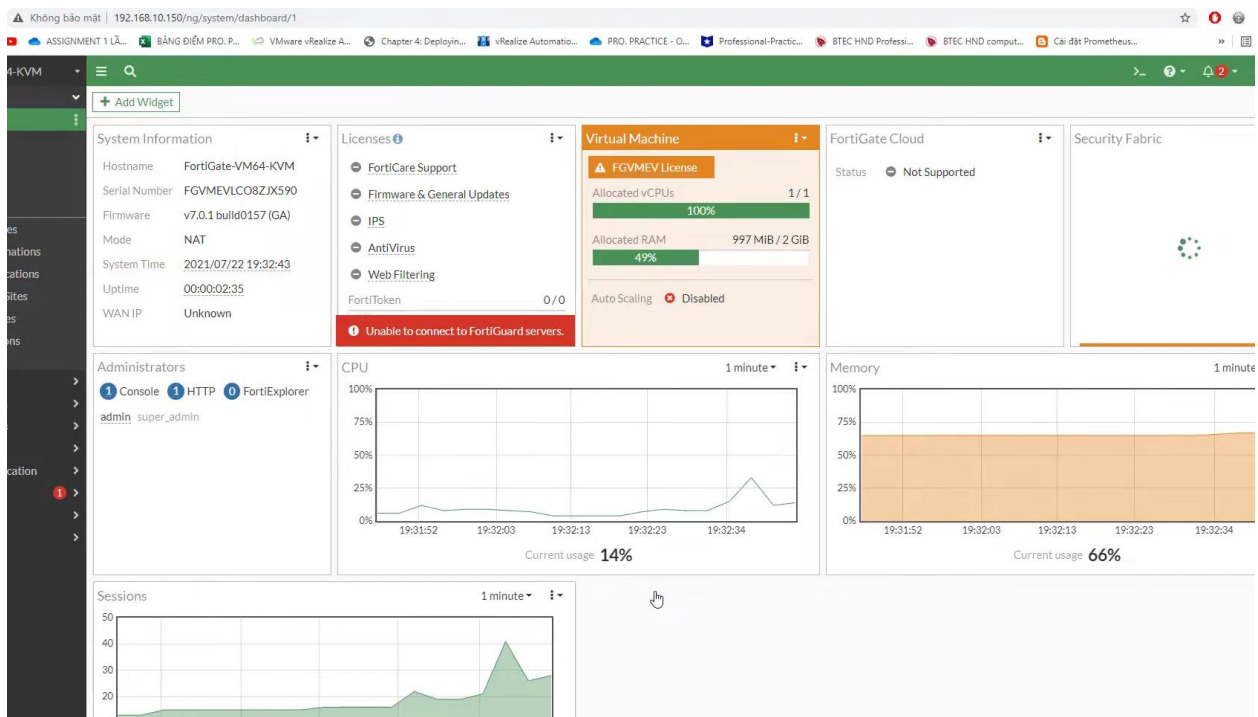 Không bảo mật | 192.168.10.150/ng/system/dashboard/1
ASSIGNMENT 1 LÃ... BẢNG ĐIỂM PRO. P... VMware vRealize A... Chapter 4: Deployin... vRealize Automatio... PRO. PRACTICE - O... Professional-Practic... BTEC HND Professi... BTEC HND comput... Cài đặt Prometheus... »
4-KVM >_ ? 2
+ Add Widget
System Information
Hostname FortiGate-VM64-KVM
Serial Number FGVMEVLCO8ZJX590
Firmware v7.0.1 build0157 (GA)
Mode NAT
System Time 2021/07/22 19:32:43
Uptime 00:00:02:35
WAN IP Unknown
Licenses
FortiCare Support
Firmware & General Updates
IPS
AntiVirus
Web Filtering
FortiToken 0/0
Unable to connect to FortiGuard servers.
Virtual Machine
FGVMEV License
Allocated vCPUs 1/1
100%
Allocated RAM 997 MiB / 2 GiB
49%
Auto Scaling Disabled
FortiGate Cloud
Status Not Supported
Security Fabric
es
nations
cations
Sites
es
ons
s
cation
1
Administrators
1 Console 1 HTTP 0 FortiExplorer
admin super_admin
CPU 1 minute
100%
75%
50%
25%
0%
19:31:52 19:32:03 19:32:13 19:32:23 19:32:34
Current usage 14%
Memory 1 minute
100%
75%
50%
25%
0%
19:31:52 19:32:03 19:32:13 19:32:23 19:32:34
Current usage 66%
Sessions 1 minute
50
40
30
20